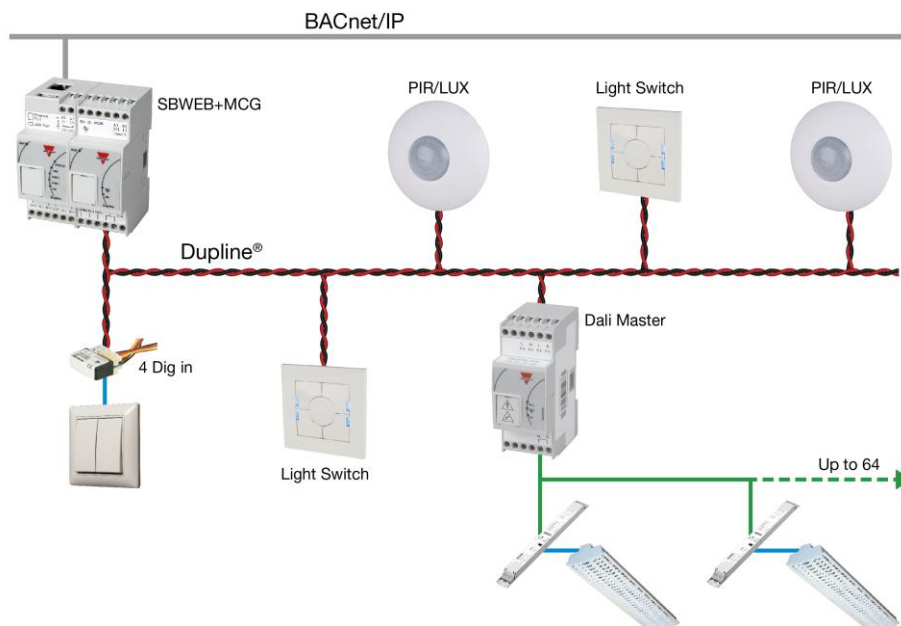 BACnet/IP
SBWEB+MCG
PIR/LUX
Light Switch
PIR/LUX
Dupline®
Dali Master
4 Dig in
Light Switch
Up to 64